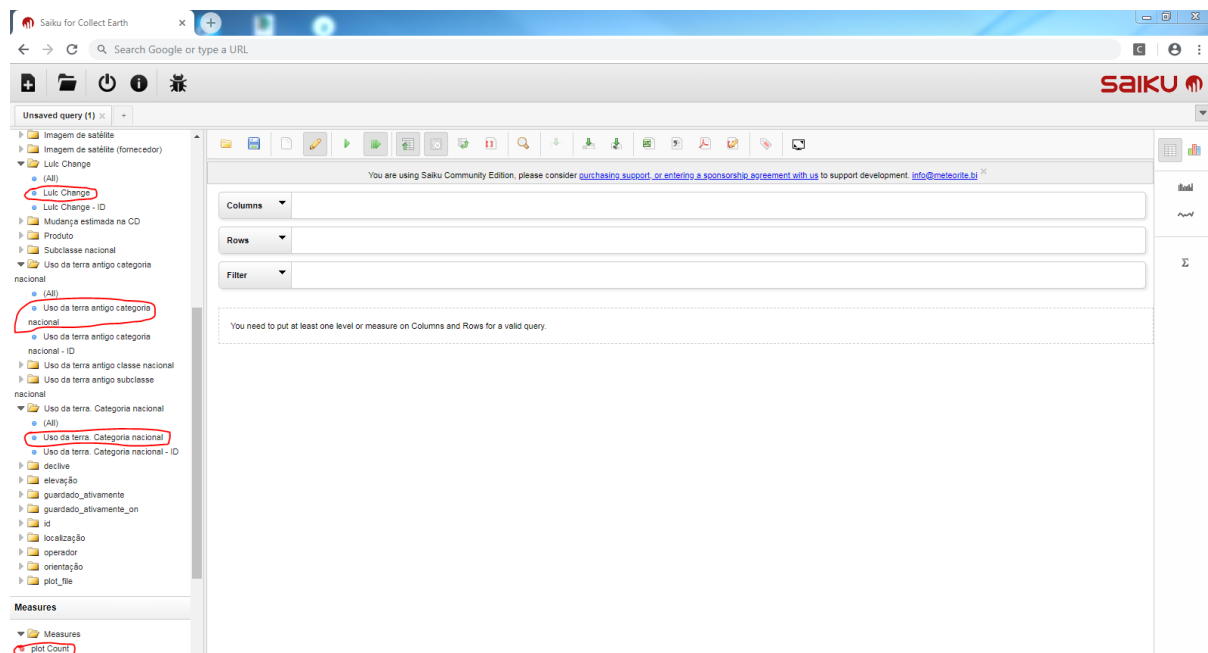 Saiku for Collect Earth
Search Google or type a URL
saiku
Unsaved query (1)
Imagem de satélite
Imagem de satélite (fornecedor)
Lulc Change
(All)
Lulc Change
Lulc Change - ID
Mudança estimada na CD
Produto
Subclasse nacional
Uso da terra antigo categoria
nacional
(All)
Uso da terra antigo categoria
nacional
Uso da terra antigo categoria
nacional - ID
Uso da terra antigo classe nacional
Uso da terra antigo subclasse
nacional
Uso da terra. Categoria nacional
(All)
Uso da terra. Categoria nacional
Uso da terra. Categoria nacional - ID
declive
elevação
guardado_ativamente
guardado_ativamente_on
id
localização
operador
orientação
plot_file
Measures
Measures
plot Count
You are using Saiku Community Edition, please consider purchasing support, or entering a sponsorship agreement with us to support development. info@meteorite.bi
Columns
Rows
Filter
You need to put at least one level or measure on Columns and Rows for a valid query.
Σ